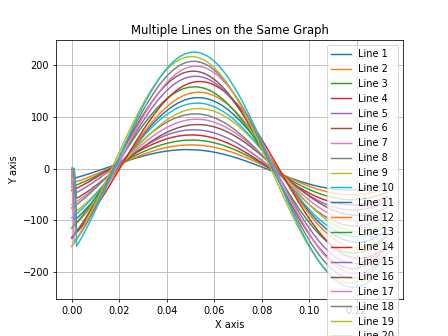 Multiple Lines on the Same Graph
Y axis
200
100
0
−100
−200
0.00
0.02
0.04
0.06
0.08
0.10
X axis
Line 1
Line 2
Line 3
Line 4
Line 5
Line 6
Line 7
Line 8
Line 9
Line 10
Line 11
Line 12
Line 13
Line 14
Line 15
Line 16
Line 17
Line 18
Line 19
Line 20